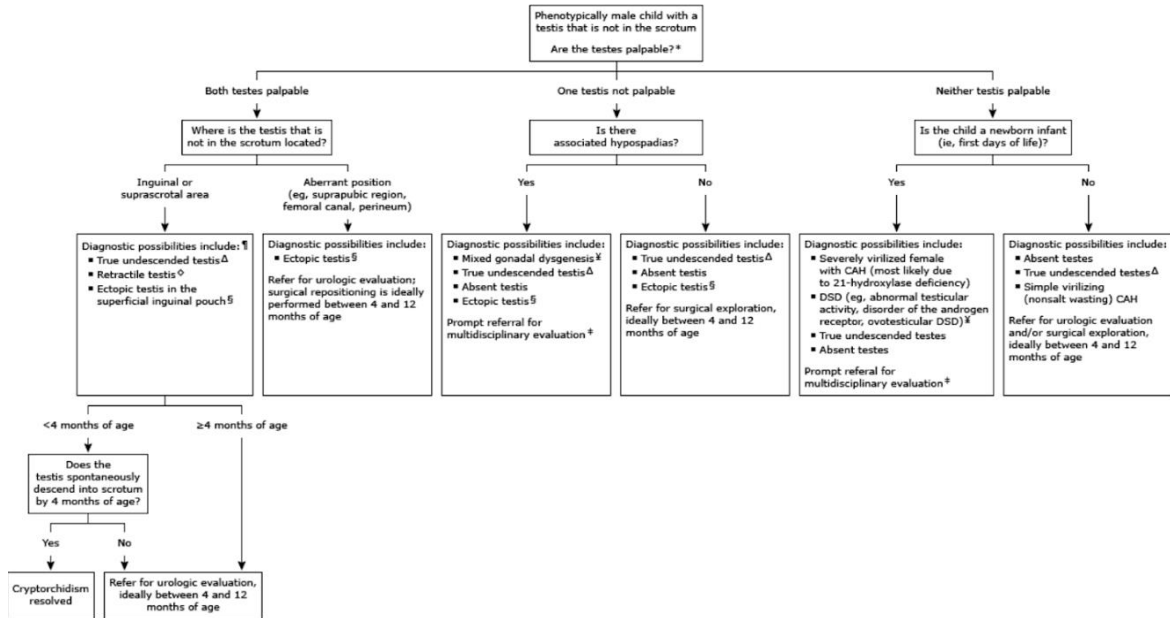 Phenotypically male child with a
testis that is not in the scrotum
Are the testes palpable?*
Both testes palpable
One testis not palpable
Neither testis palpable
Where is the testis that is
not in the scrotum located?
Is there
associated hypospadias?
Is the child a newborn infant
(ie, first days of life)?
Inguinal or
suprascrotal area
Aberrant position
(eg, suprapubic region,
femoral canal, perineum)
Yes
No
Yes
No
Diagnostic possibilities include:¶
▪ True undescended testisΔ
▪ Retractile testis◇
▪ Ectopic testis in the
superficial inguinal pouch§
Diagnostic possibilities include:
▪ Ectopic testis§
Refer for urologic evaluation;
surgical repositioning is ideally
performed between 4 and 12
months of age
Diagnostic possibilities include:
▪ Mixed gonadal dysgenesis¥
▪ True undescended testisΔ
▪ Absent testis
▪ Ectopic testis§
Prompt referral for
multidisciplinary evaluation‡
Diagnostic possibilities include:
▪ True undescended testisΔ
▪ Absent testis
▪ Ectopic testis§
Refer for surgical exploration,
ideally between 4 and 12
months of age
Diagnostic possibilities include:
▪ Severely virilized female
with CAH (most likely due
to 21-hydroxylase deficiency)
▪ DSD (eg, abnormal testicular
activity, disorder of the androgen
receptor, ovotesticular DSD)¥
▪ True undescended testes
▪ Absent testes
Prompt referal for
multidisciplinary evaluation‡
Diagnostic possibilities include:
▪ Absent testes
▪ True undescended testesΔ
▪ Simple virilizing
(nonsalt wasting) CAH
Refer for urologic evaluation
and/or surgical exploration,
ideally between 4 and 12
months of age
<4 months of age
≥4 months of age
Does the
testis spontaneously
descend into scrotum
by 4 months of age?
Yes
No
Cryptorchidism
resolved
Refer for urologic evaluation,
ideally between 4 and 12
months of age